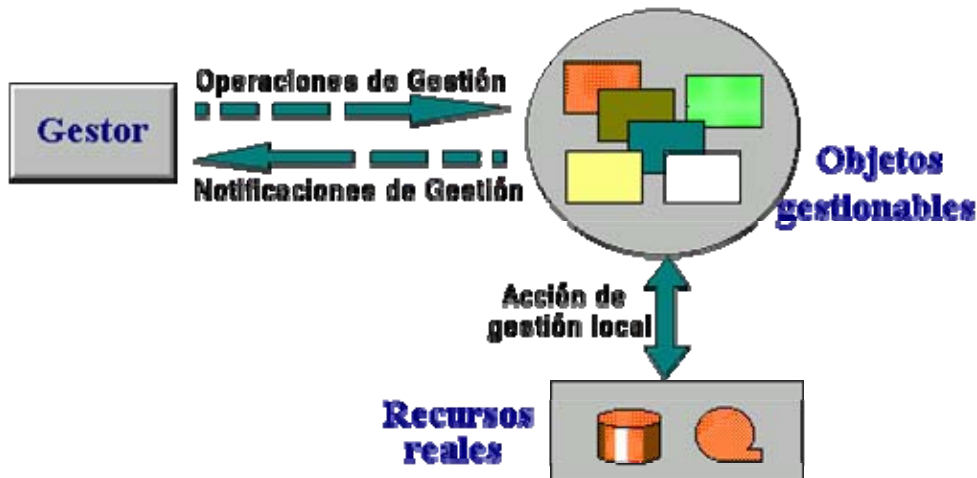 Operaciones de Gestión
Gestor
Notificaciones de Gestión
Objetos
gestionables
Acción de
gestión local
Recursos
reales